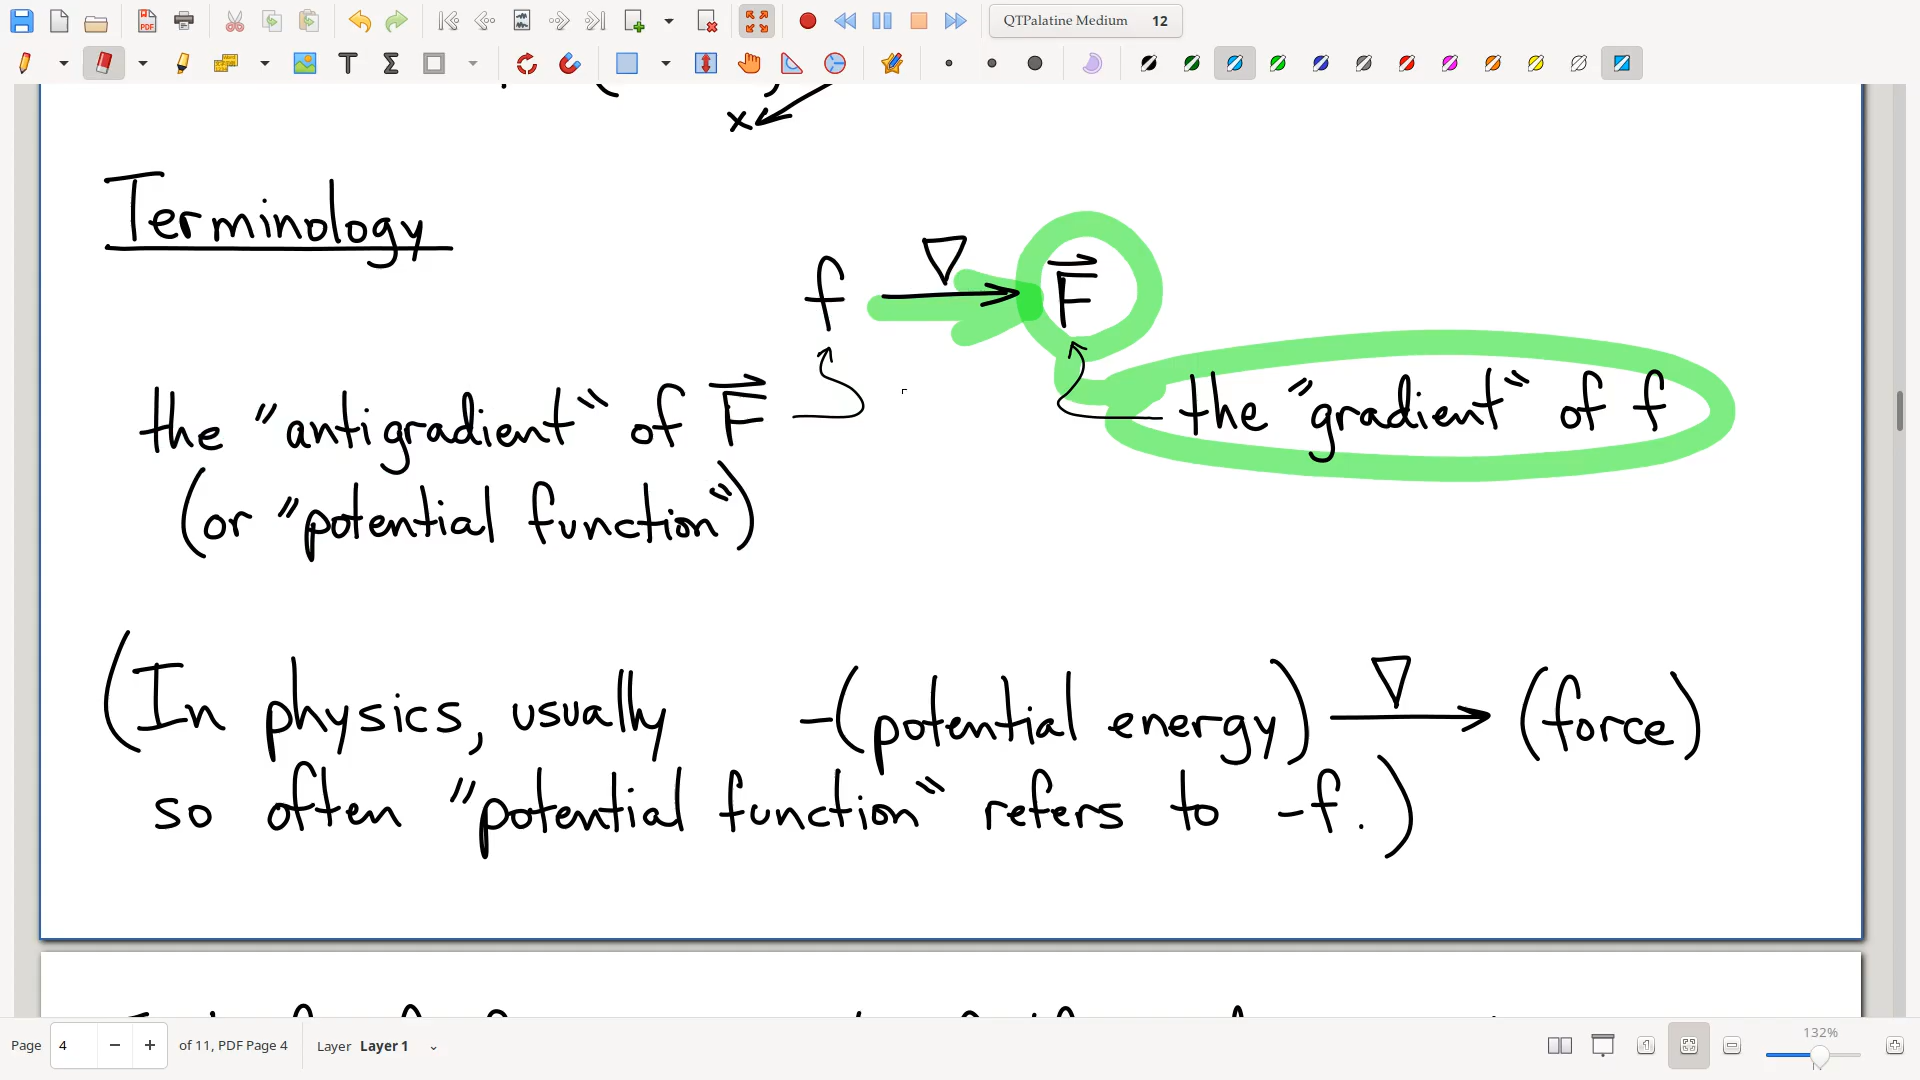 QTPalatine Medium 12
x
Terminology
f ∇ F
the "antigradient" of F
the "gradient" of f
(or "potential function")
(In physics, usually -(potential energy) ∇ (force)
so often "potential function" refers to -f.)
Page 4 of 11, PDF Page 4 Layer Layer 1
132%